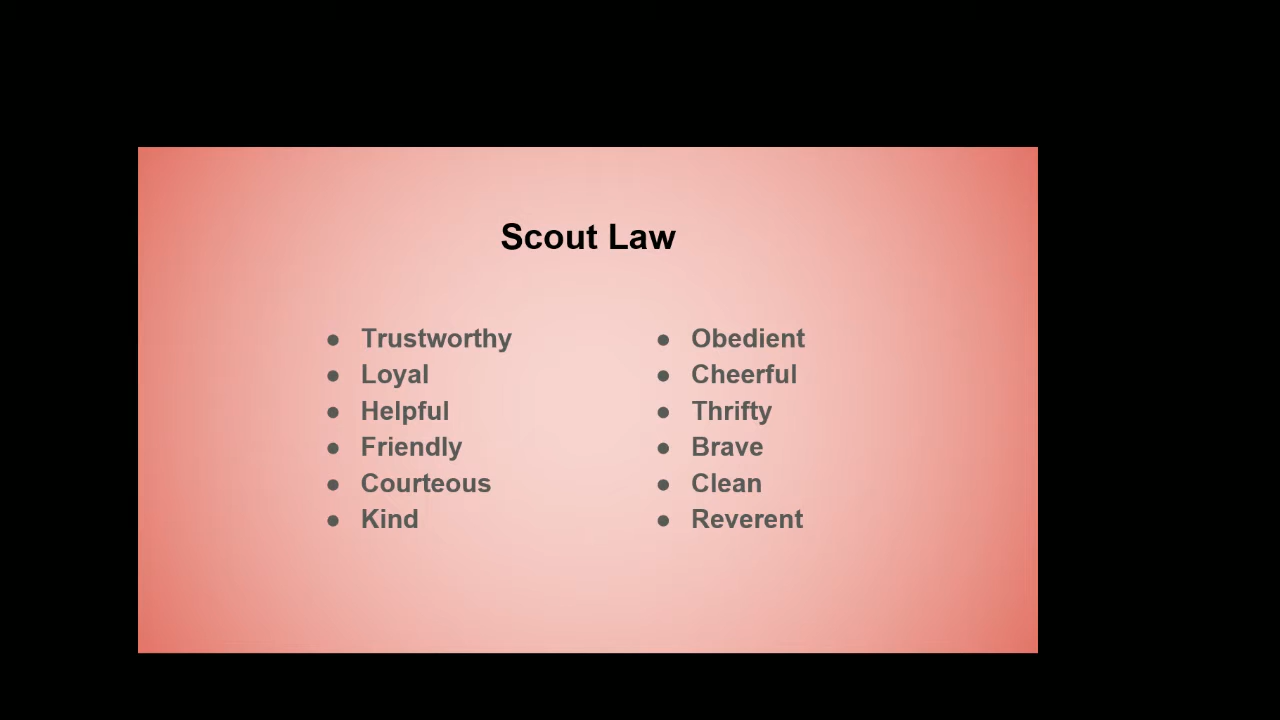 Scout Law
● Trustworthy
● Loyal
● Helpful
● Friendly
● Courteous
● Kind
● Obedient
● Cheerful
● Thrifty
● Brave
● Clean
● Reverent